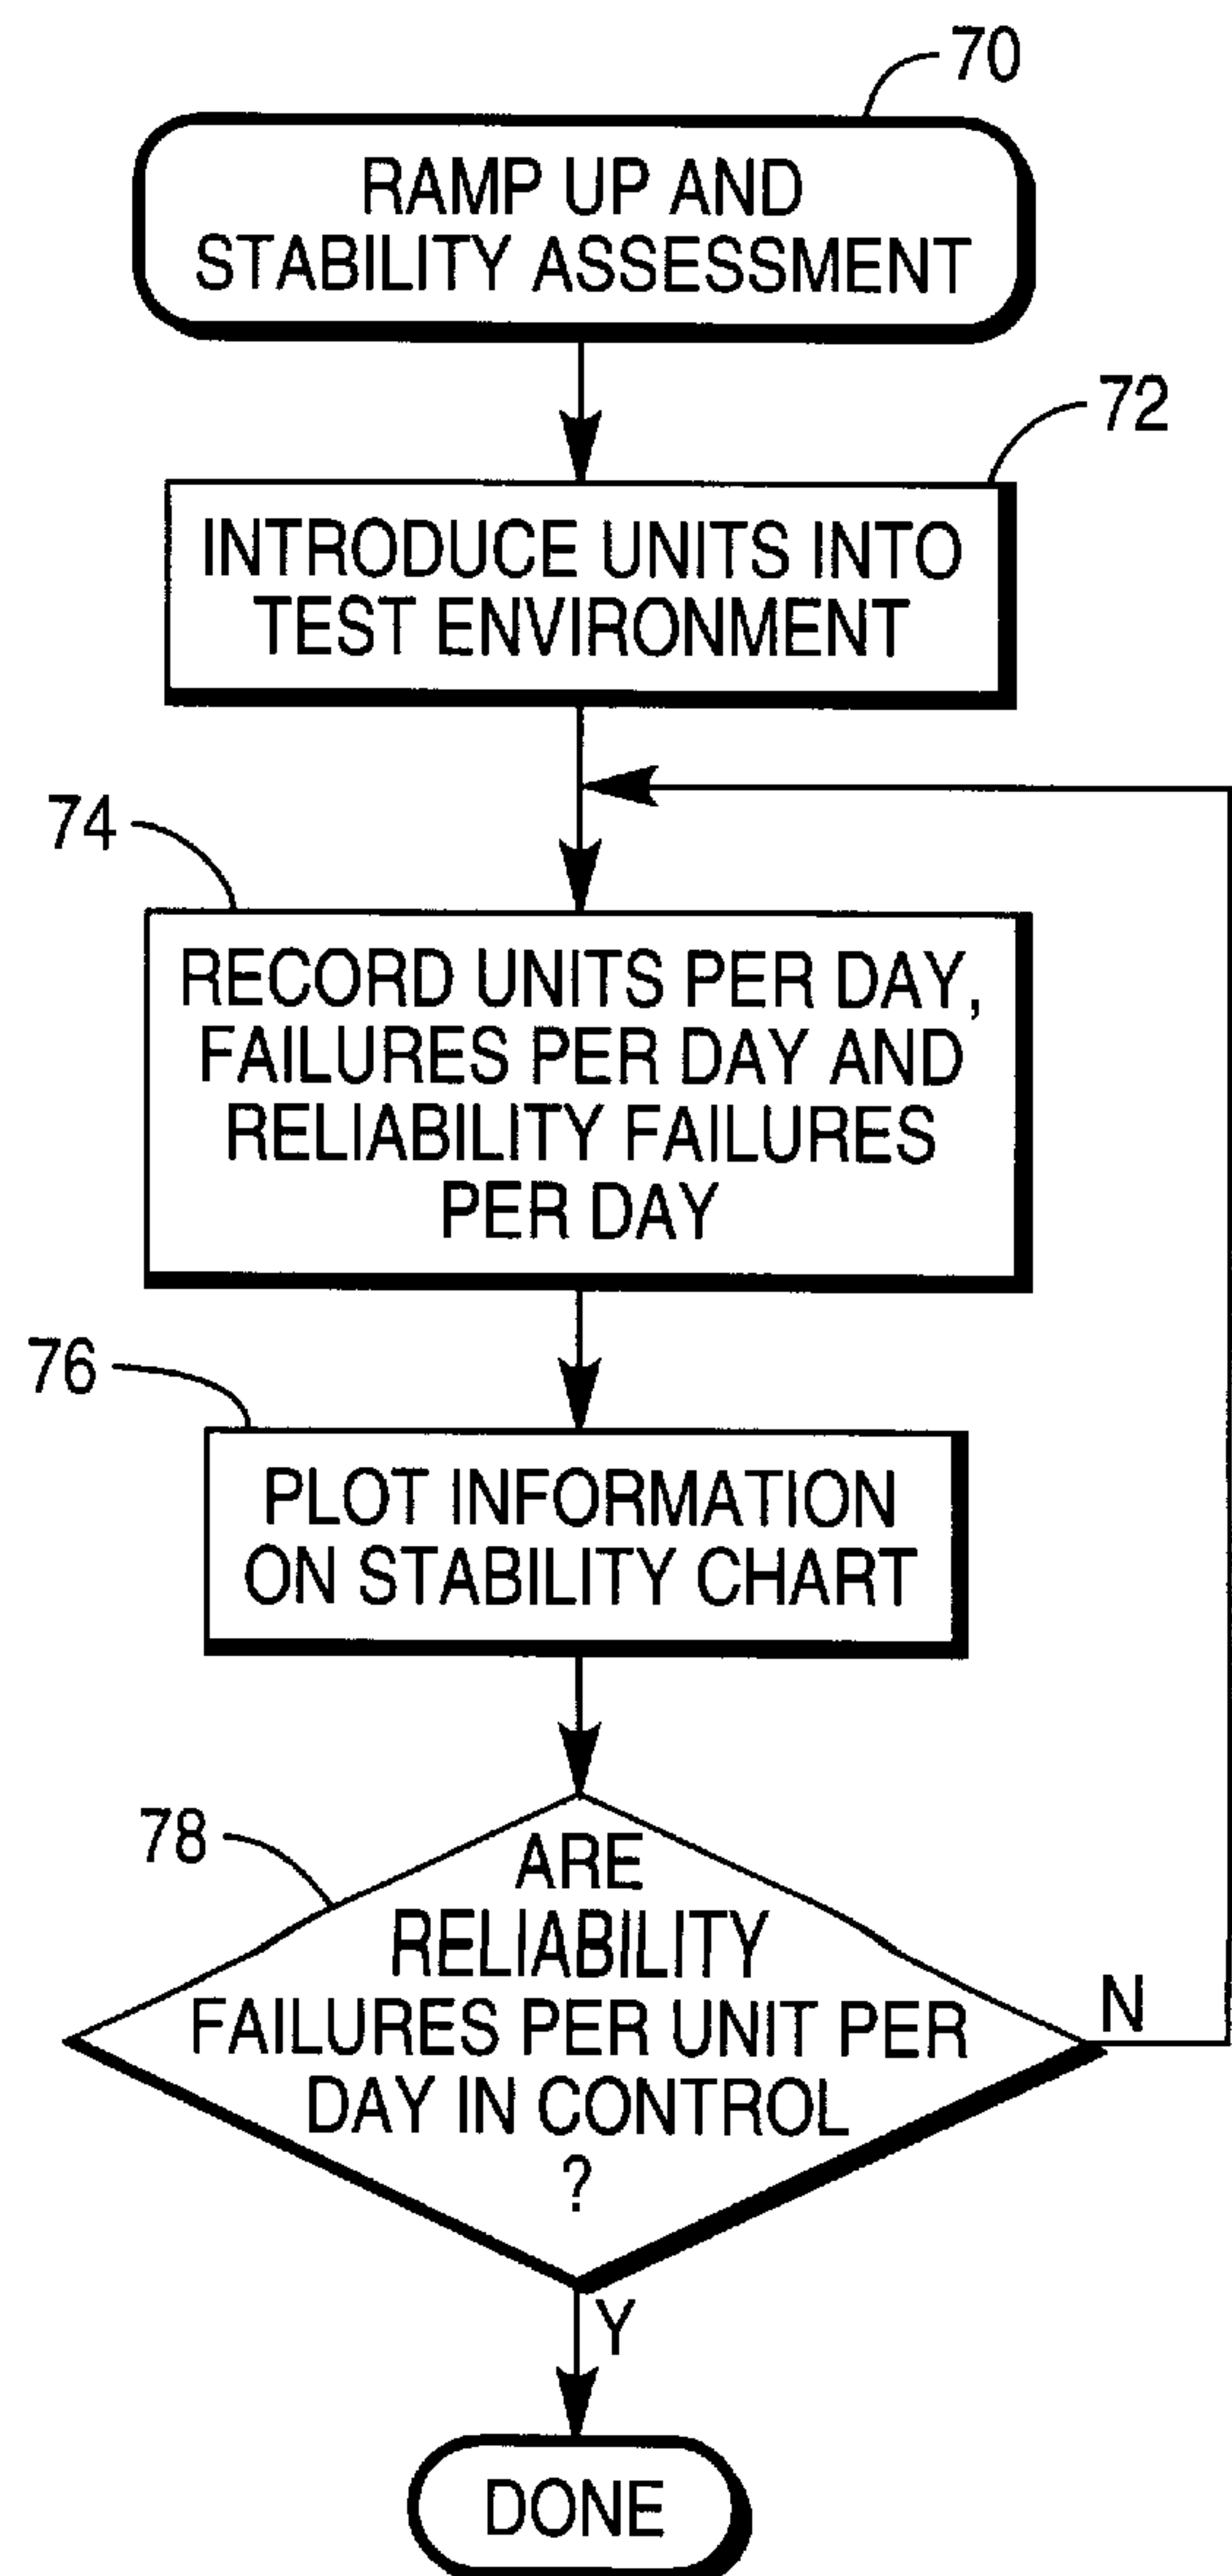 70
RAMP UP AND
STABILITY ASSESSMENT
72
INTRODUCE UNITS INTO
TEST ENVIRONMENT
74
RECORD UNITS PER DAY,
FAILURES PER DAY AND
RELIABILITY FAILURES
PER DAY
76
PLOT INFORMATION
ON STABILITY CHART
78
ARE
RELIABILITY
FAILURES PER UNIT PER
DAY IN CONTROL
?
N
Y
DONE